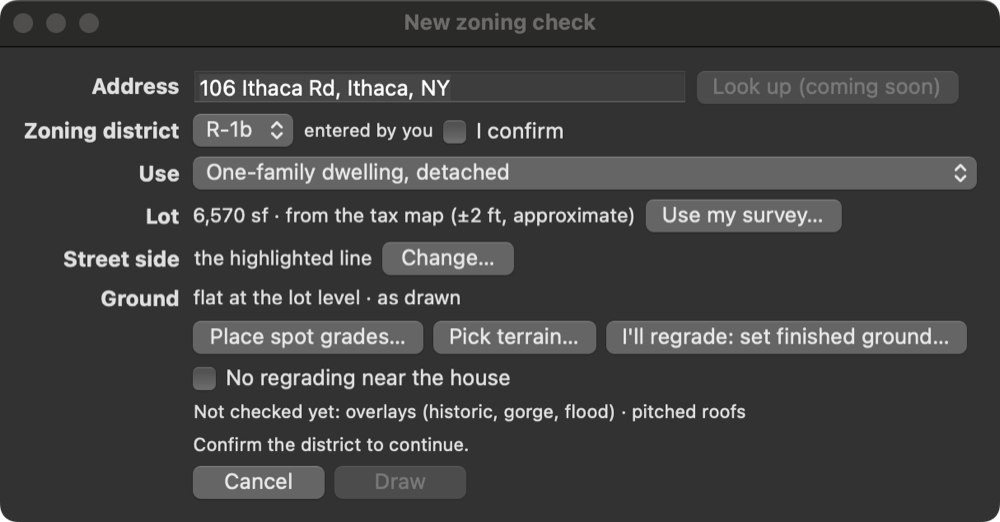 New zoning check
Address 106 Ithaca Rd, Ithaca, NY Look up (coming soon)
Zoning district R-1b entered by you I confirm
Use One-family dwelling, detached
Lot 6,570 sf · from the tax map (±2 ft, approximate) Use my survey...
Street side the highlighted line Change...
Ground flat at the lot level · as drawn
Place spot grades... Pick terrain... I'll regrade: set finished ground...
No regrading near the house
Not checked yet: overlays (historic, gorge, flood) · pitched roofs
Confirm the district to continue.
Cancel Draw